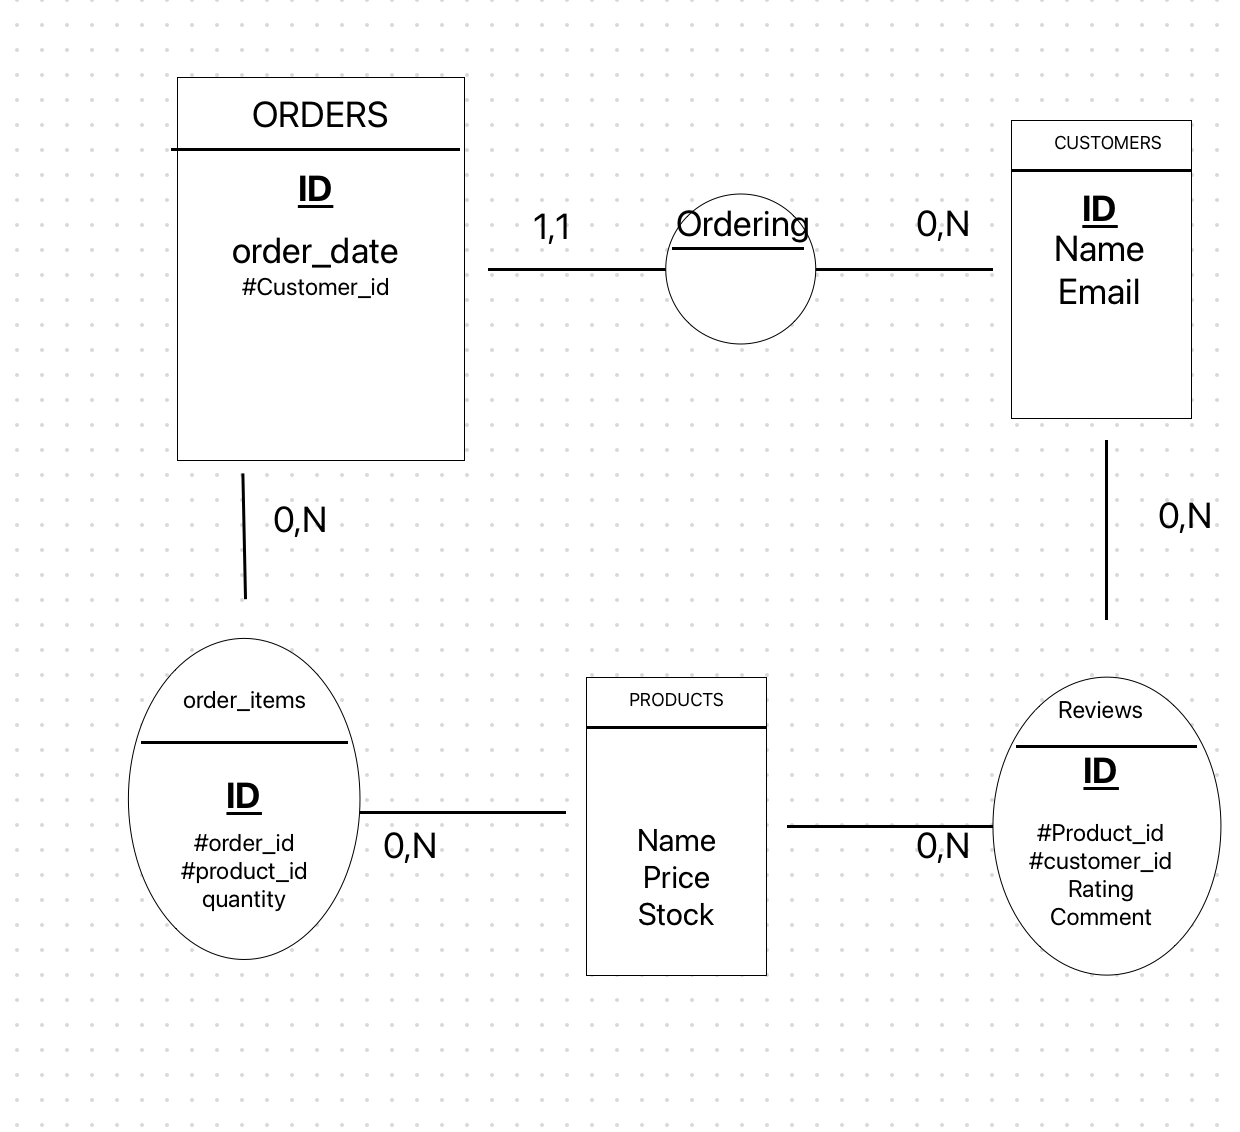 ORDERS
ID
order_date
#Customer_id
1,1
Ordering
0,N
CUSTOMERS
ID
Name
Email
0,N
0,N
order_items
ID
#order_id
#product_id
quantity
0,N
PRODUCTS
Name
Price
Stock
0,N
Reviews
ID
#Product_id
#customer_id
Rating
Comment